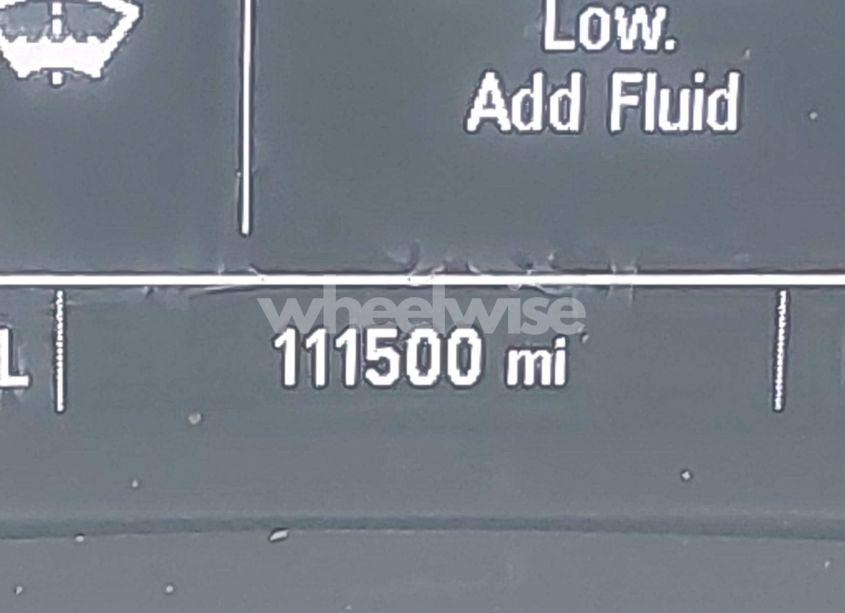 Low.
Add Fluid
wheelwise
L
111500 mi